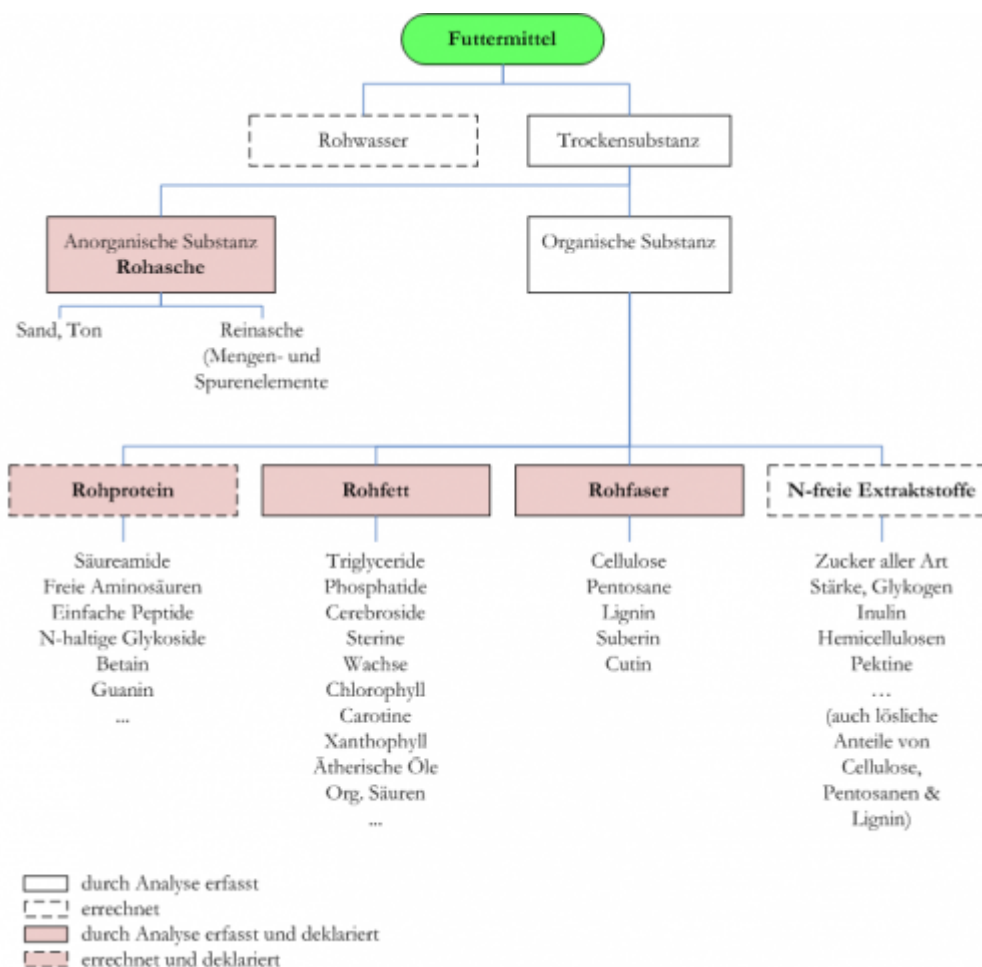 Futtermittel
Rohwasser
Trockensubstanz
Anorganische Substanz
Rohasche
Organische Substanz
Sand, Ton
Reinasche
(Mengen- und
Spurenelemente
Rohprotein
Rohfett
Rohfaser
N-freie Extraktstoffe
Säureamide
Freie Aminosäuren
Einfache Peptide
N-haltige Glykoside
Betain
Guanin
...
Triglyceride
Phosphatide
Cerebroside
Sterine
Wachse
Chlorophyll
Carotine
Xanthophyll
Ätherische Öle
Org. Säuren
...
Cellulose
Pentosane
Lignin
Suberin
Cutin
Zucker aller Art
Stärke, Glykogen
Inulin
Hemicellulosen
Pektine
…
(auch lösliche
Anteile von
Cellulose,
Pentosanen &
Lignin)
durch Analyse erfasst
errechnet
durch Analyse erfasst und deklariert
errechnet und deklariert